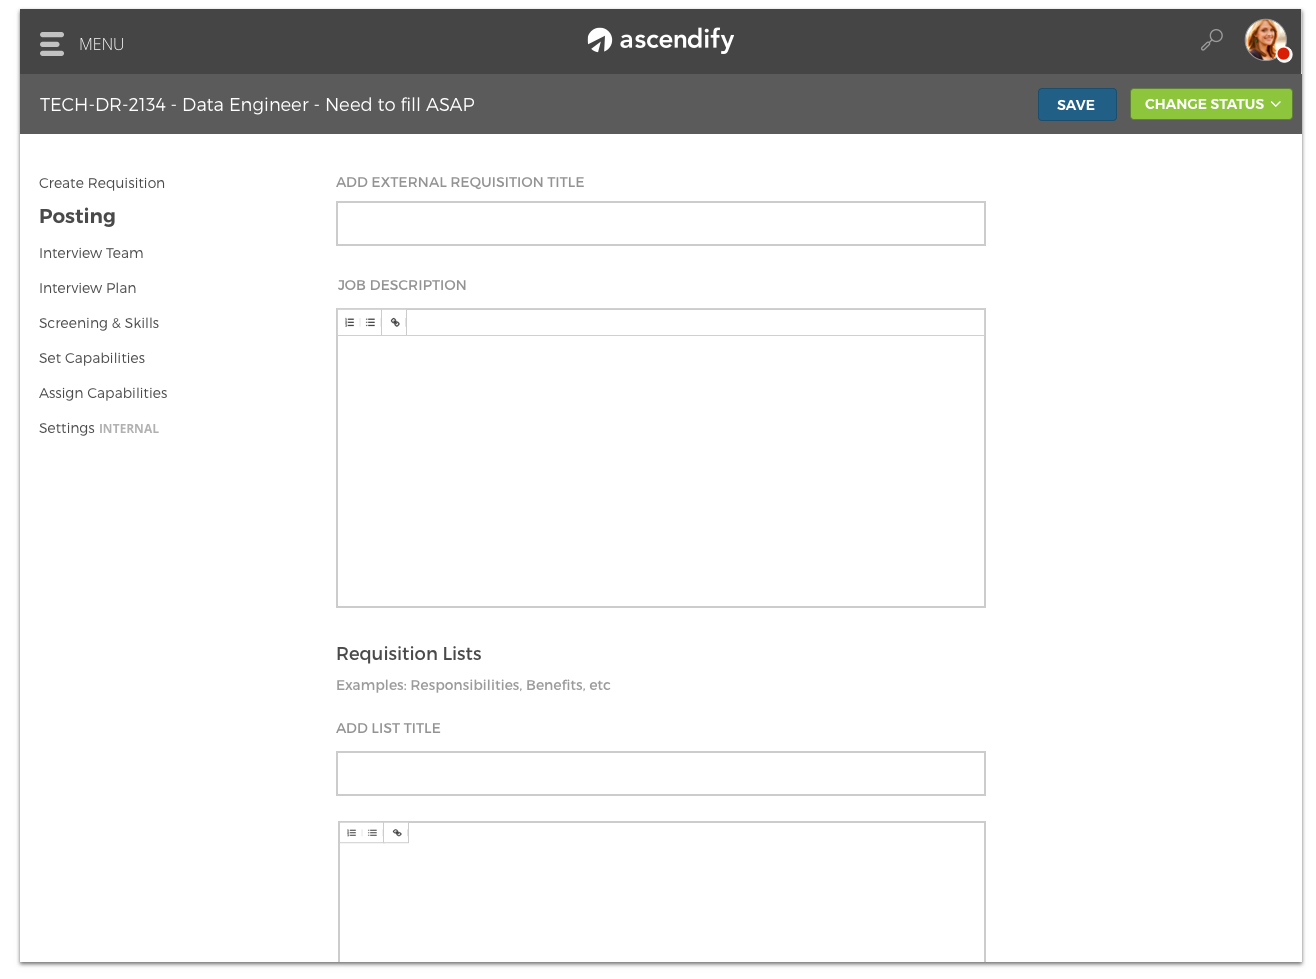 MENU
ascendify
TECH-DR-2134 - Data Engineer - Need to fill ASAP
SAVE
CHANGE STATUS
Create Requisition
Posting
Interview Team
Interview Plan
Screening & Skills
Set Capabilities
Assign Capabilities
Settings INTERNAL
ADD EXTERNAL REQUISITION TITLE
JOB DESCRIPTION
Requisition Lists
Examples: Responsibilities, Benefits, etc
ADD LIST TITLE